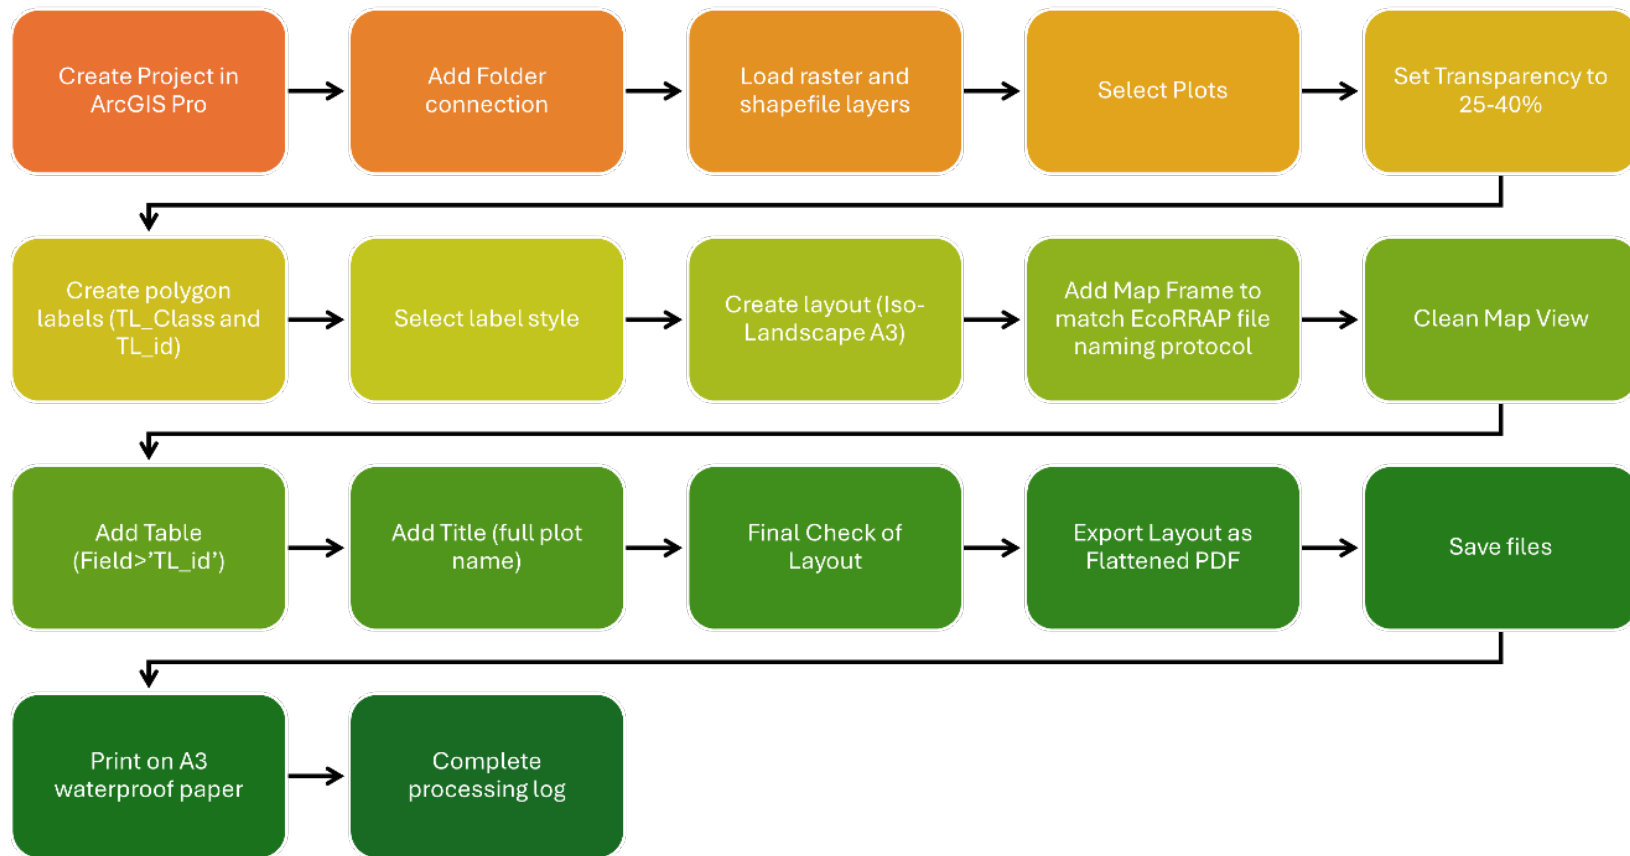 Create Project in
ArcGIS Pro
Add Folder
connection
Load raster and
shapefile layers
Select Plots
Set Transparency to
25-40%
Create polygon
labels (TL_Class and
TL_id)
Select label style
Create layout (Iso-
Landscape A3)
Add Map Frame to
match EcoRRAP file
naming protocol
Clean Map View
Add Table
(Field>’TL_id’)
Add Title (full plot
name)
Final Check of
Layout
Export Layout as
Flattened PDF
Save files
Print on A3
waterproof paper
Complete
processing log